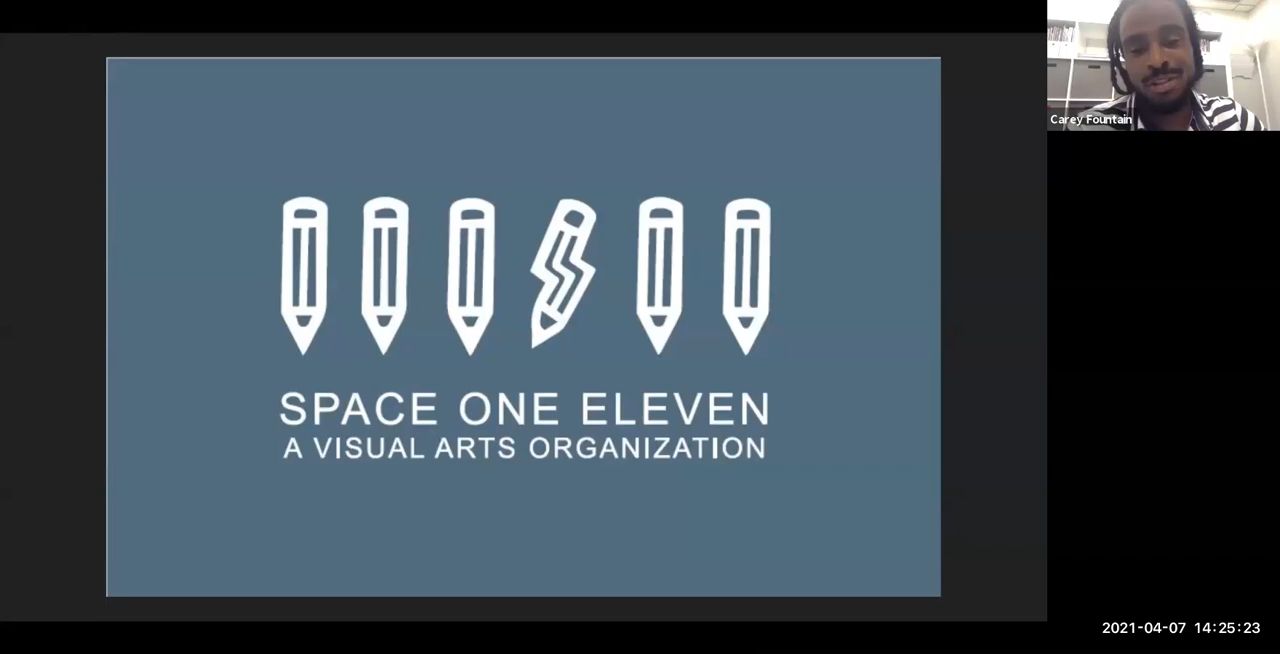 Carey Fountain
SPACE ONE ELEVEN
A VISUAL ARTS ORGANIZATION
2021-04-07 14:25:23